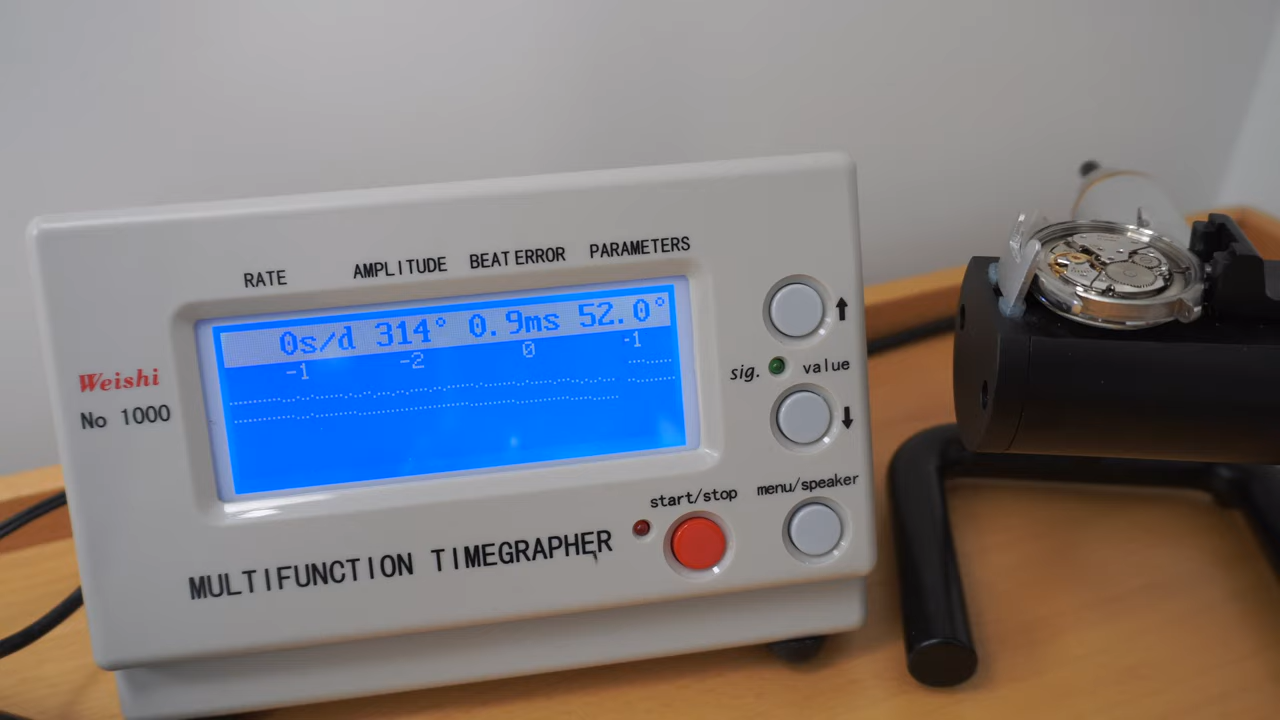 RATE AMPLITUDE BEAT ERROR PARAMETERS
0s/d 314° 0.9ms 52.0°
-1 -2 0 -1
Weishi
No 1000
sig. value
start/stop menu/speaker
MULTIFUNCTION TIMEGRAPHER